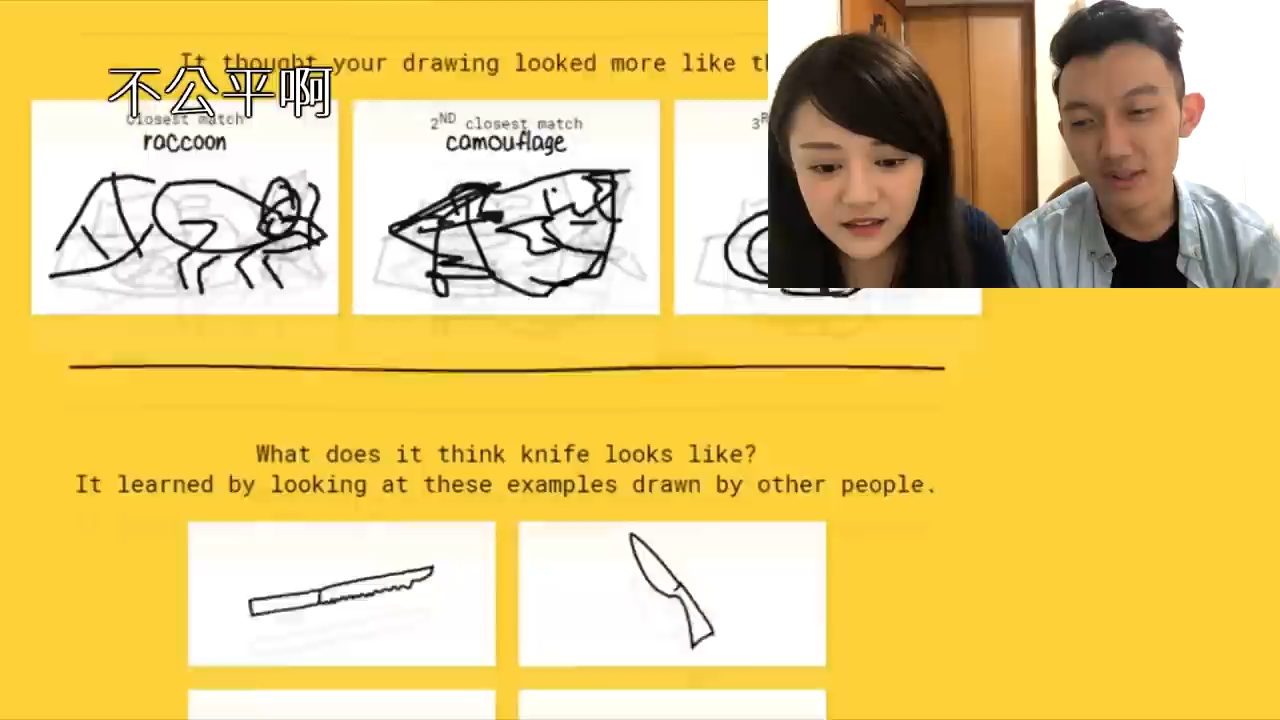 It thought your drawing looked more like th
不公平啊
closest match
raccoon
2ND closest match
camouflage
3R
What does it think knife looks like?
It learned by looking at these examples drawn by other people.